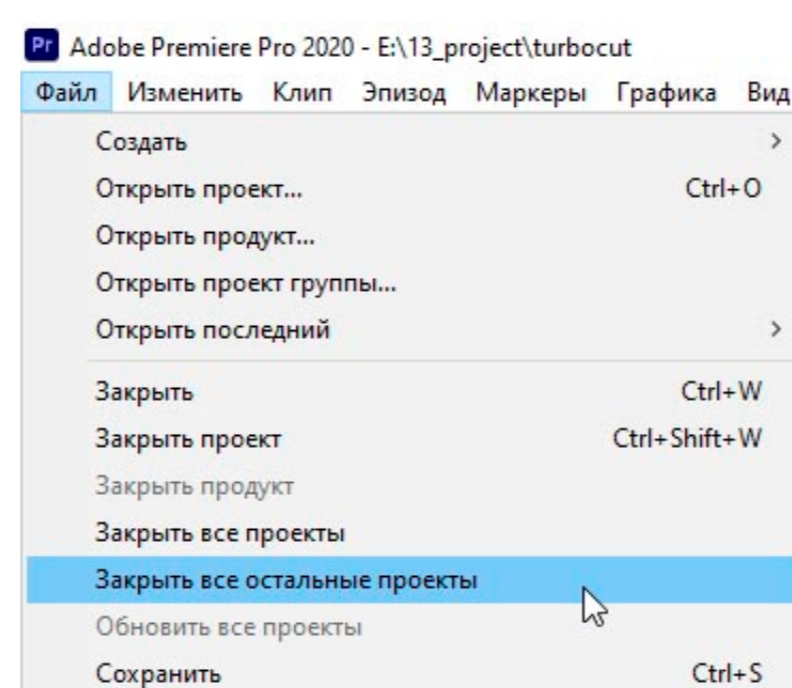 Pr Adobe Premiere Pro 2020 - E:\13_project\turbocut
Файл Изменить Клип Эпизод Маркеры Графика Вид
Создать >
Открыть проект... Ctrl+O
Открыть продукт...
Открыть проект группы...
Открыть последний >
Закрыть Ctrl+W
Закрыть проект Ctrl+Shift+W
Закрыть продукт
Закрыть все проекты
Закрыть все остальные проекты
Обновить все проекты
Сохранить Ctrl+S